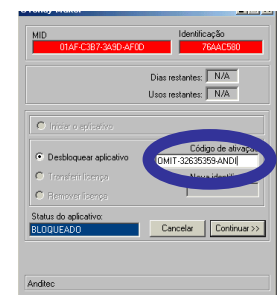 MID
Identificação
01AF-C3B7-3A9D-AF0D
76AAC580
Dias restantes: N/A
Usos restantes: N/A
Iniciar o aplicativo
Desbloquear aplicativo
Código de ativaçã
OMIT-32635359-ANDI
Transferir licença
Remover licença
Status do aplicativo:
BLOQUEADO
Cancelar
Continuar >>
Anditec